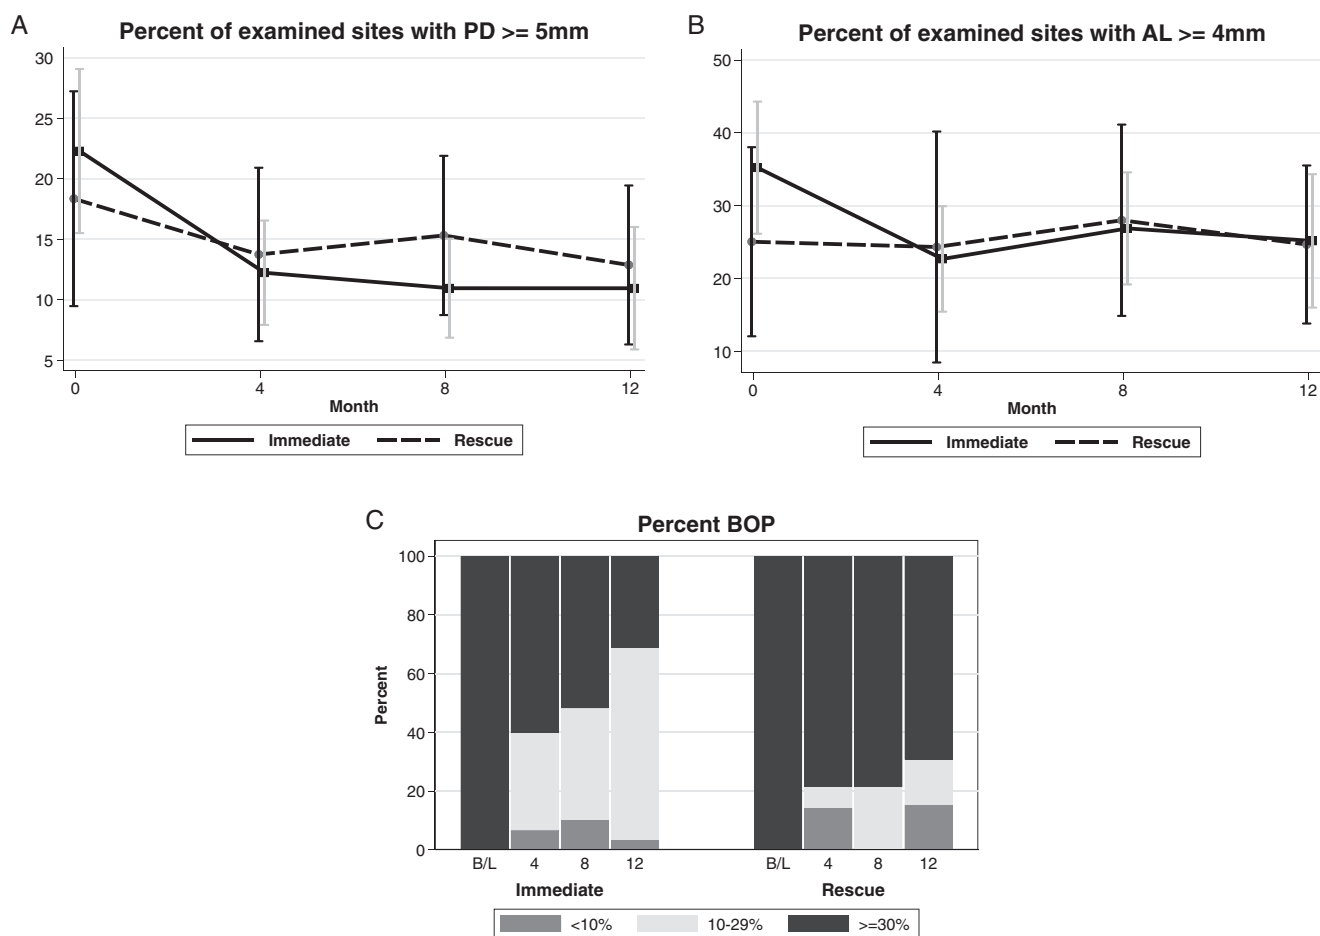 A
Percent of examined sites with PD >= 5mm
30
25
20
15
10
5
0 4 8 12
Month
Immediate Rescue
B
Percent of examined sites with AL >= 4mm
50
40
30
20
10
0 4 8 12
Month
Immediate Rescue
C
Percent BOP
100
80
60
40
20
0
Percent
B/L 4 8 12 B/L 4 8 12
Immediate Rescue
<10% 10-29% >=30%